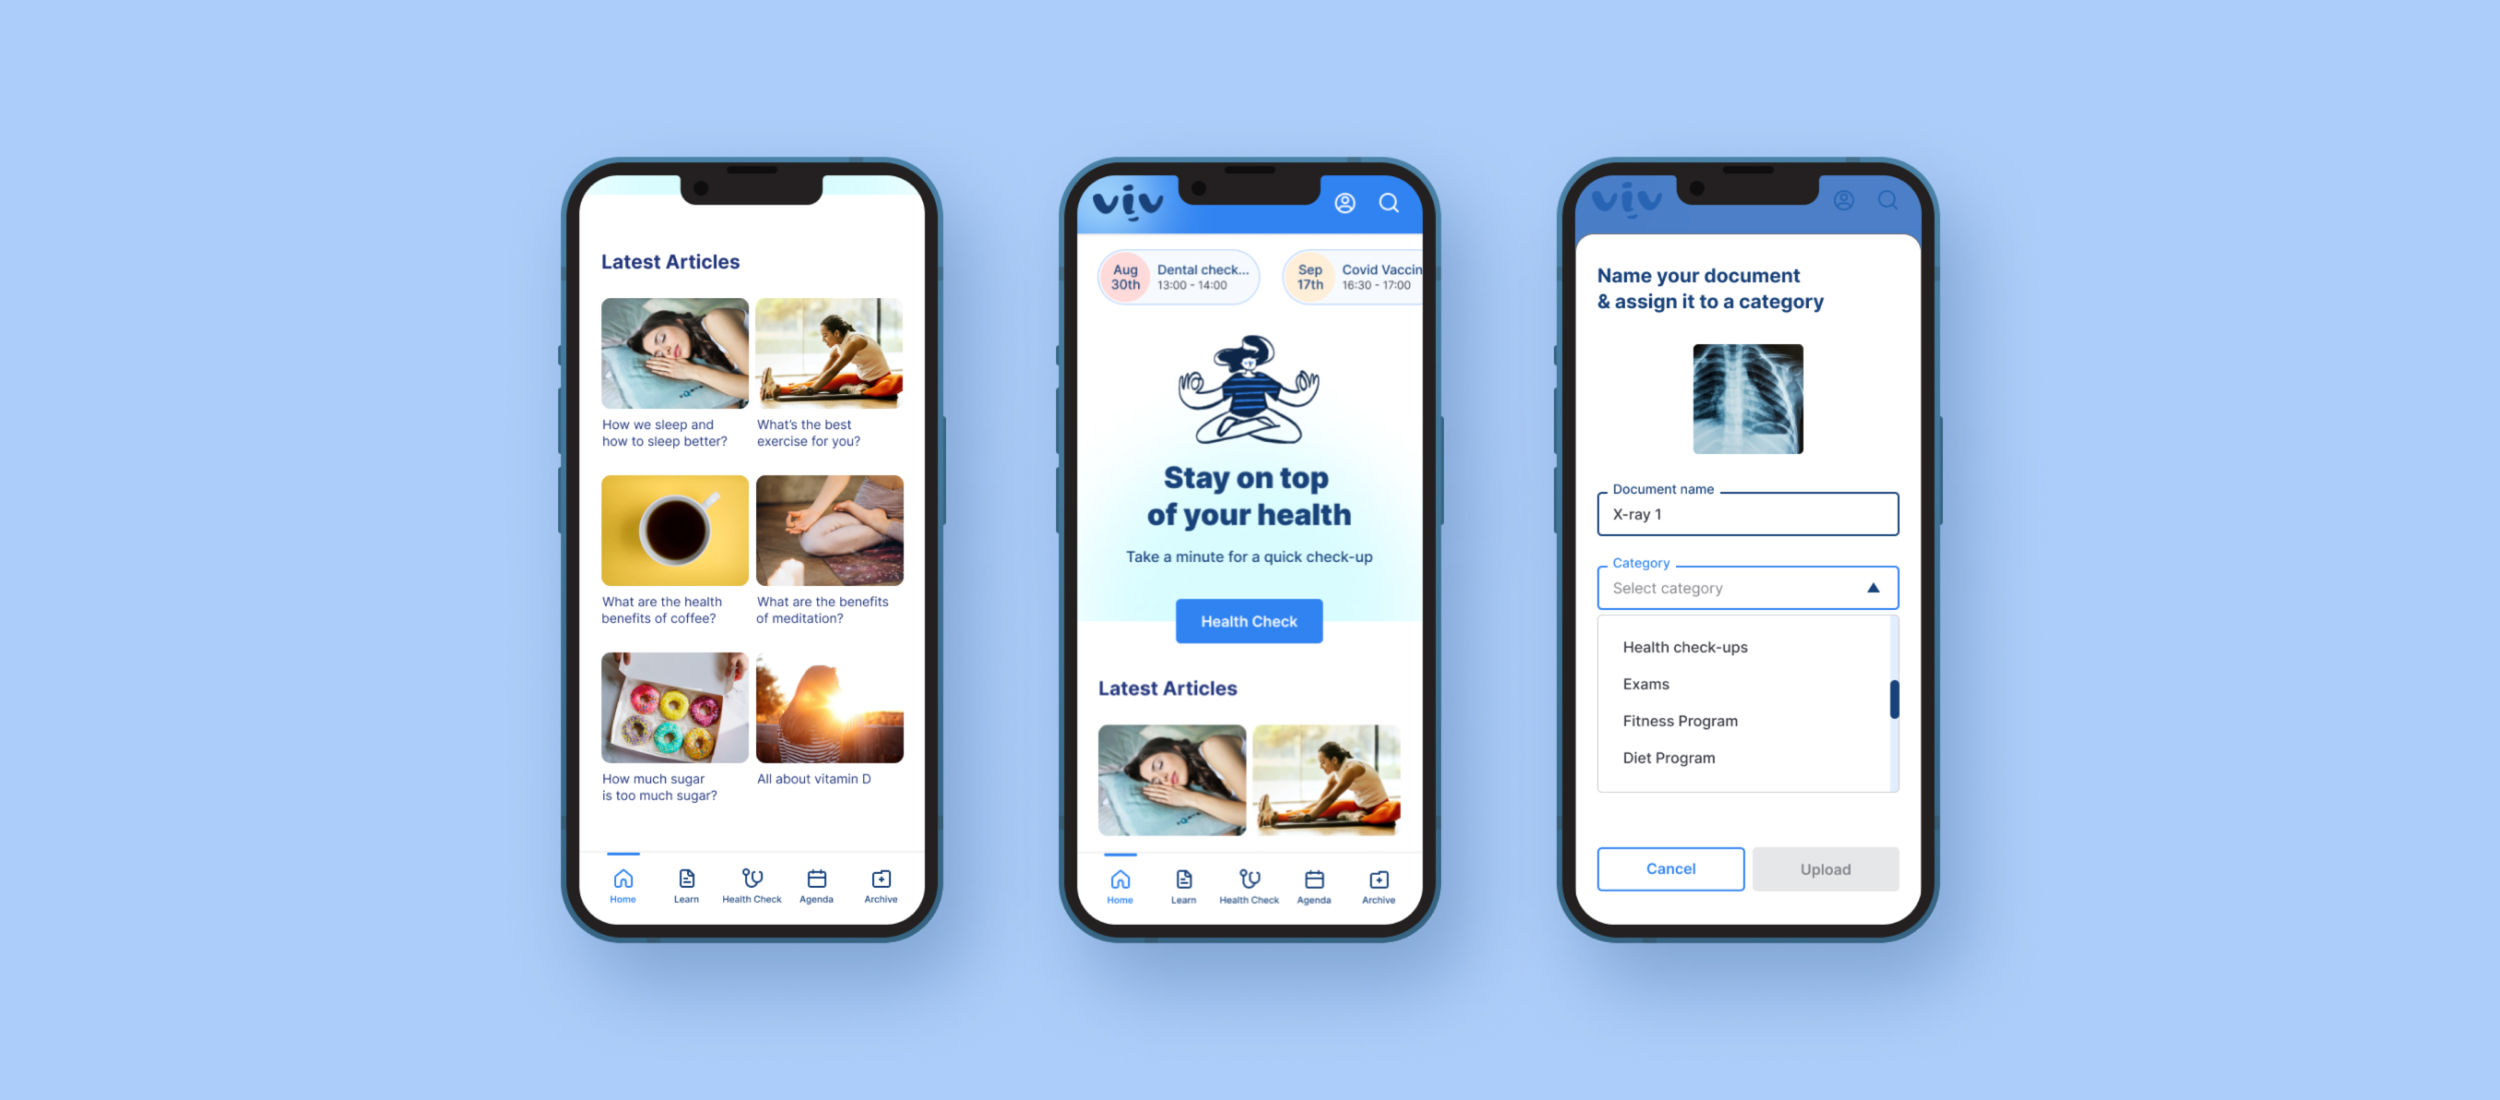 Latest Articles
How we sleep and
how to sleep better?
What's the best
exercise for you?
What are the health
benefits of coffee?
What are the benefits
of meditation?
How much sugar
is too much sugar?
All about vitamin D
Home
Learn
Health Check
Agenda
Archive
viv
Aug
30th
Dental check...
13:00 - 14:00
Sep
17th
Covid Vaccin
16:30 - 17:00
Stay on top
of your health
Take a minute for a quick check-up
Health Check
Latest Articles
Home
Learn
Health Check
Agenda
Archive
viv
Name your document
& assign it to a category
Document name
X-ray 1
Category
Select category
Health check-ups
Exams
Fitness Program
Diet Program
Cancel
Upload